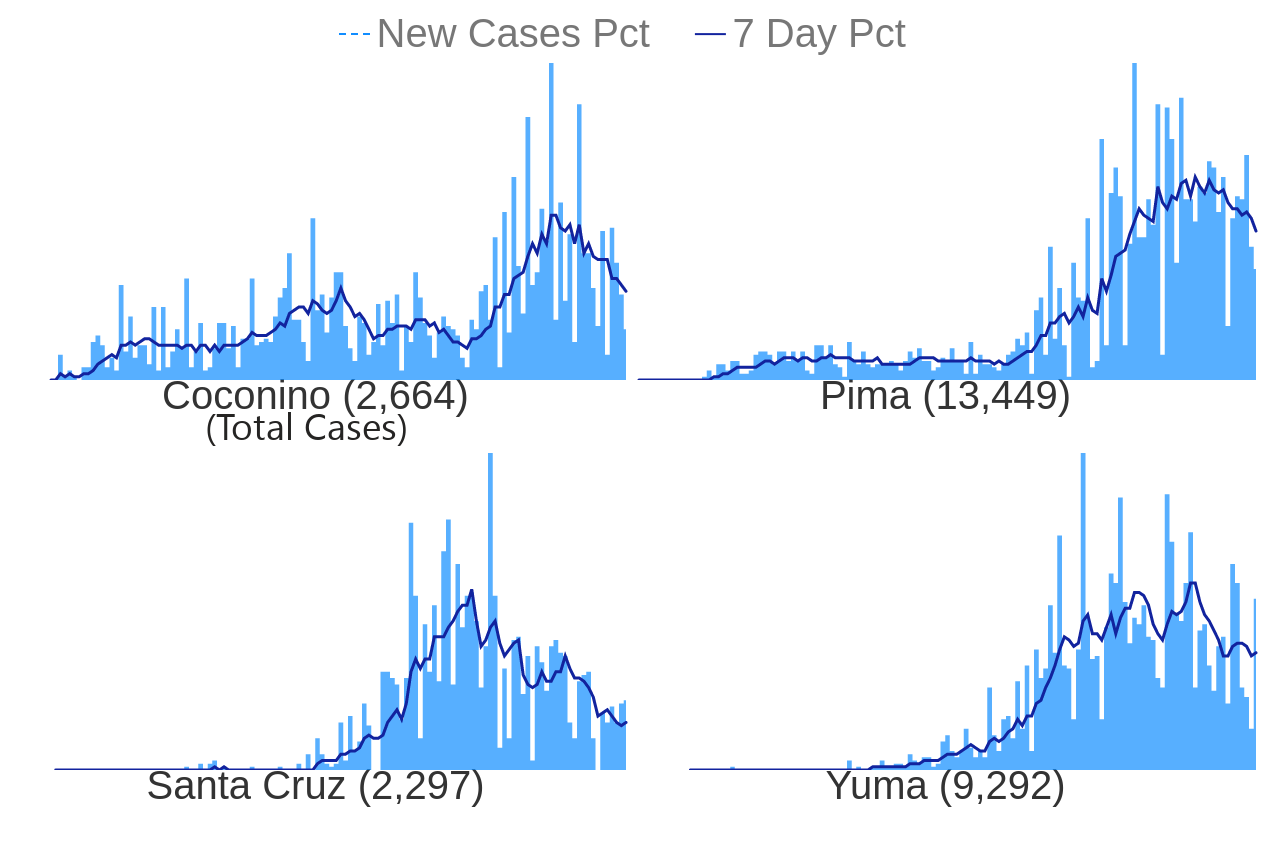 New Cases Pct 7 Day Pct
Coconino (2,664)
(Total Cases)
Pima (13,449)
Santa Cruz (2,297)
Yuma (9,292)